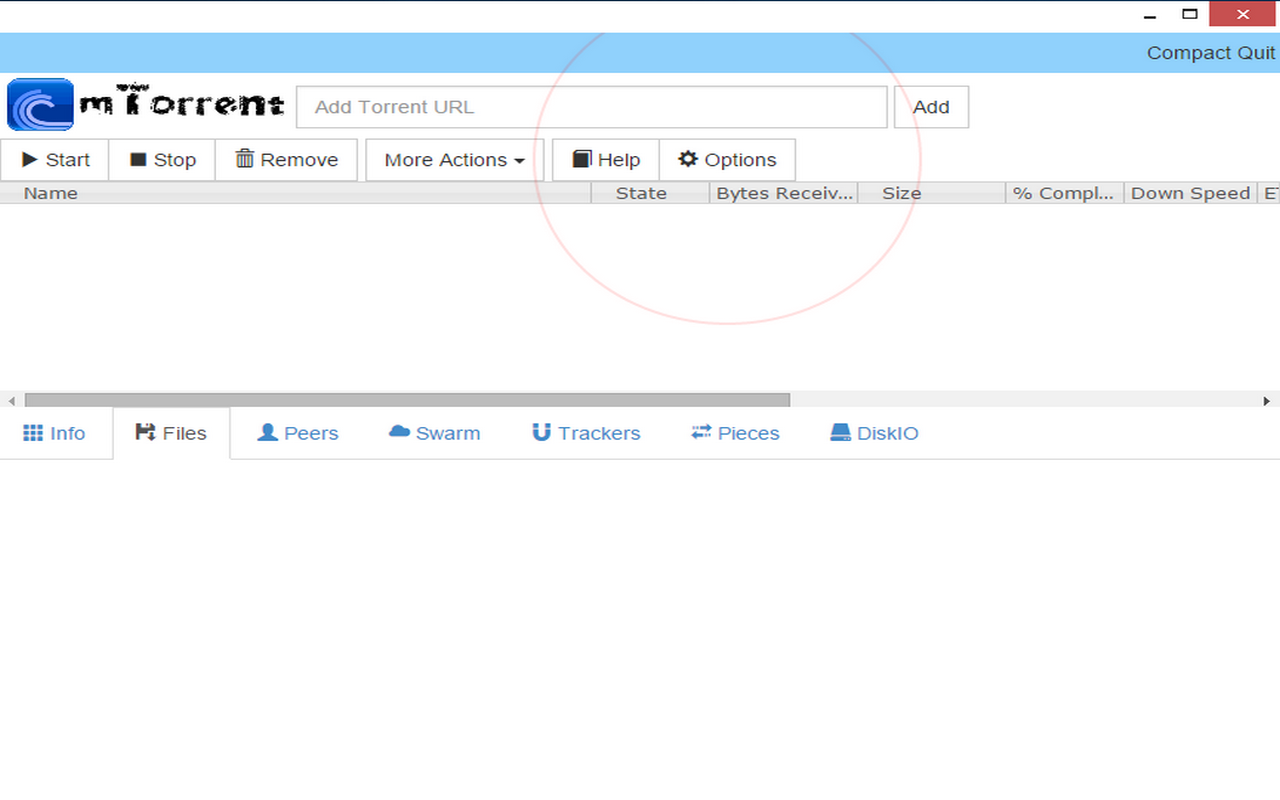 Compact Quit
mTorrent Add Torrent URL Add
Start Stop Remove More Actions Help Options
Name State Bytes Receiv... Size % Compl... Down Speed
Info Files Peers Swarm Trackers Pieces DiskIO